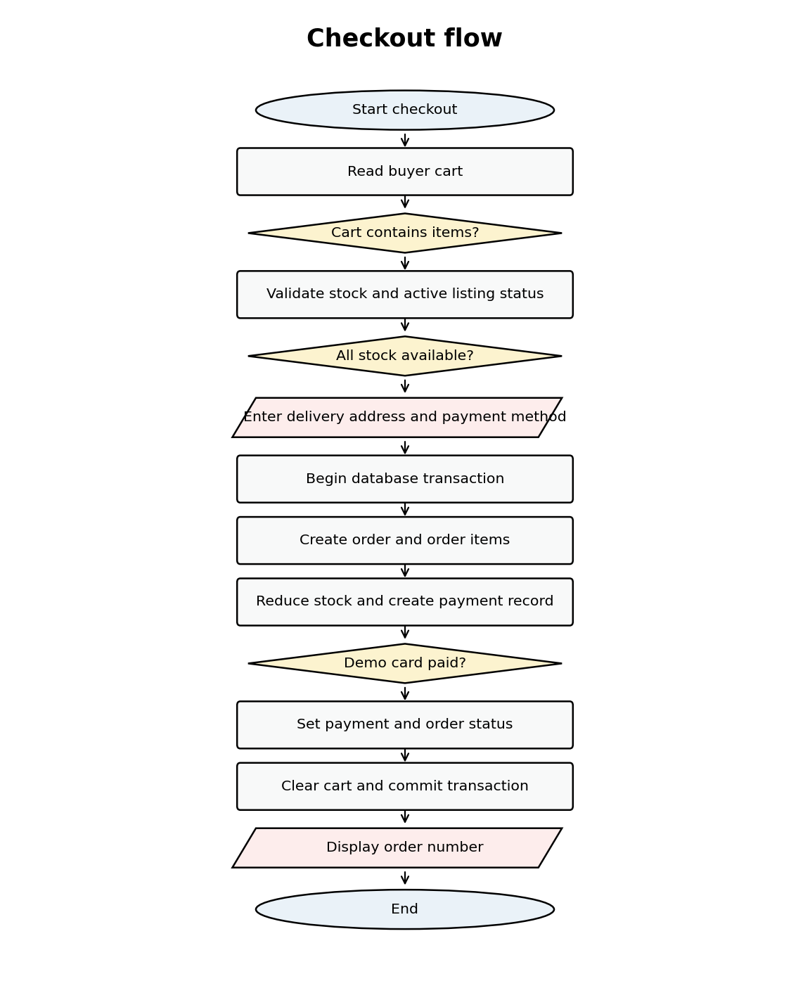 Checkout flow
Start checkout
Read buyer cart
Cart contains items?
Validate stock and active listing status
All stock available?
Enter delivery address and payment method
Begin database transaction
Create order and order items
Reduce stock and create payment record
Demo card paid?
Set payment and order status
Clear cart and commit transaction
Display order number
End